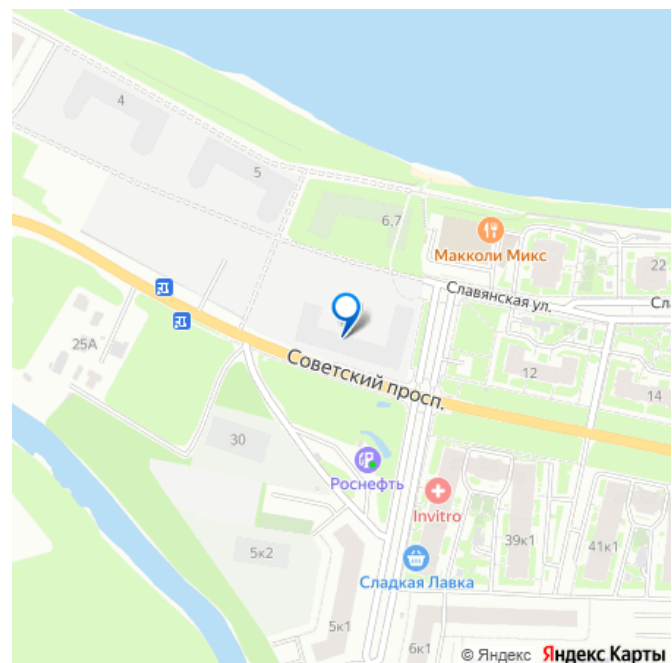 4
5
6,7
Макколи Микс
22
Славянская ул.
Сл
25А
Советский просп.
12
14
30
Роснефть
Invitro
5к2
39к1
41к1
Сладкая Лавка
5к1
6к1
© Яндекс Яндекс Карты